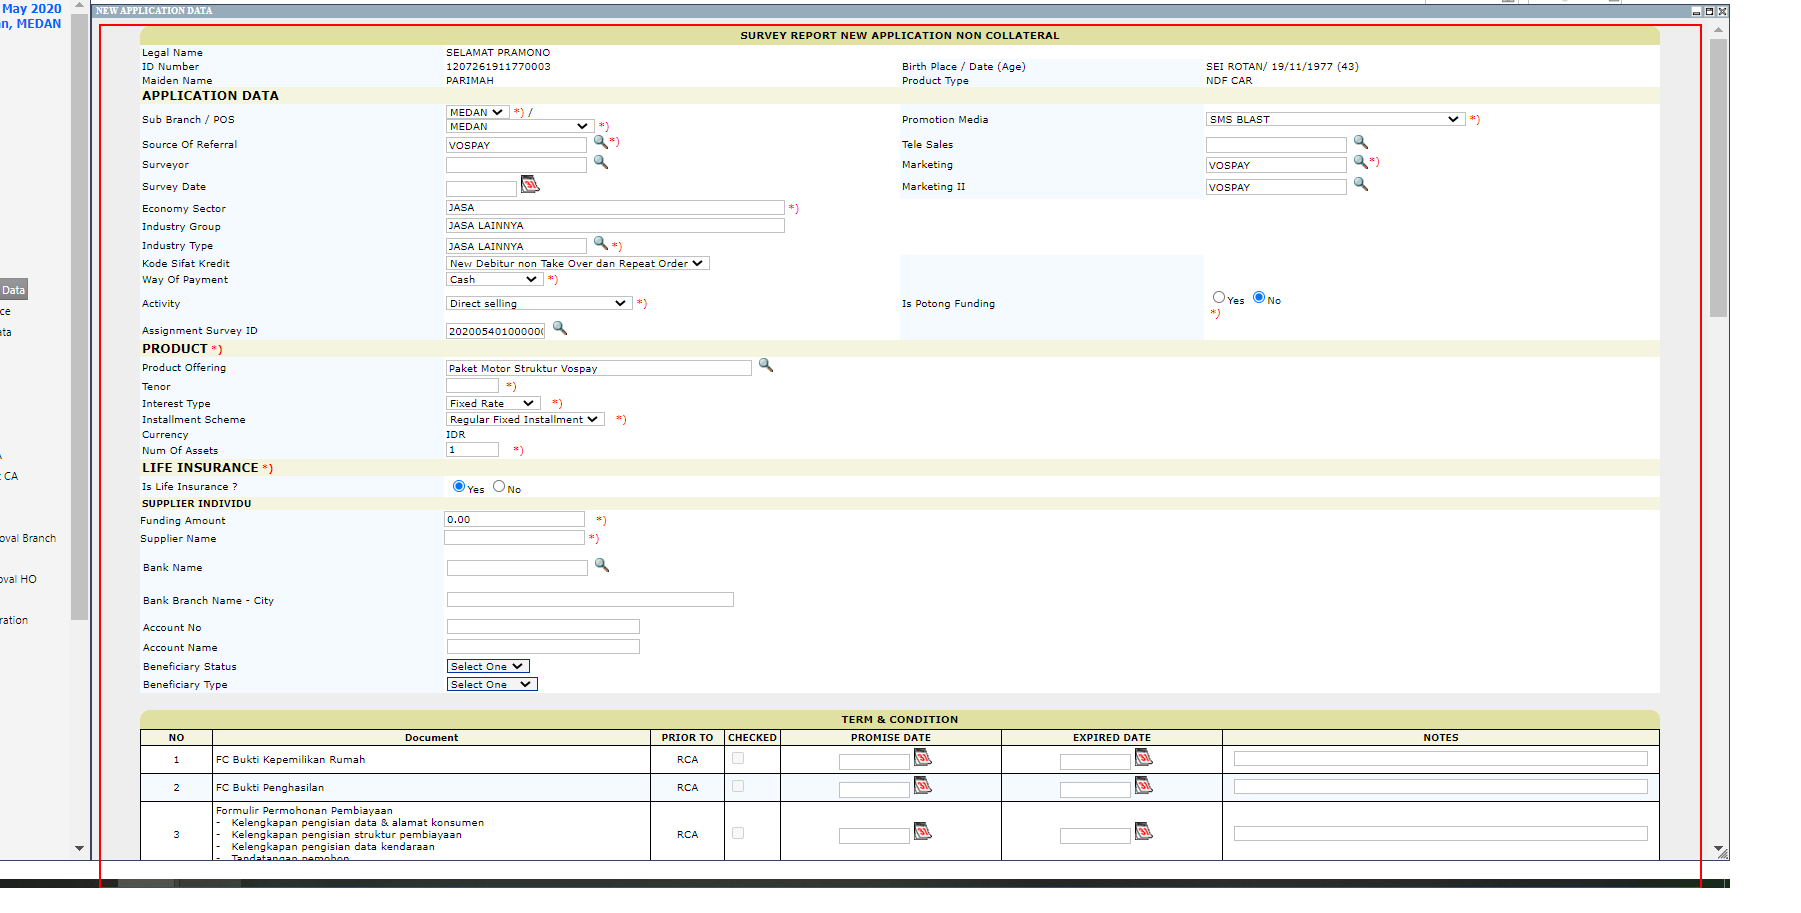 May 2020
n, MEDAN
NEW APPLICATION DATA
SURVEY REPORT NEW APPLICATION NON COLLATERAL
Legal Name SELAMAT PRAMONO
ID Number 1207261911770003 Birth Place / Date (Age) SEI ROTAN/ 19/11/1977 (43)
Maiden Name PARIMAH Product Type NDF CAR
APPLICATION DATA
Sub Branch / POS MEDAN *) / MEDAN *) Promotion Media SMS BLAST *)
Source Of Referral VOSPAY *) Tele Sales
Surveyor Marketing VOSPAY *)
Survey Date 31 Marketing II VOSPAY
Economy Sector JASA *)
Industry Group JASA LAINNYA
Industry Type JASA LAINNYA *)
Kode Sifat Kredit New Debitur non Take Over dan Repeat Order
Way Of Payment Cash *)
Activity Direct selling *) Is Potong Funding Yes No *)
Assignment Survey ID 202005401000000
PRODUCT *)
Product Offering Paket Motor Struktur Vospay
Tenor *)
Interest Type Fixed Rate *)
Installment Scheme Regular Fixed Installment *)
Currency IDR
Num Of Assets 1 *)
LIFE INSURANCE *)
Is Life Insurance ? Yes No
SUPPLIER INDIVIDU
Funding Amount 0.00 *)
Supplier Name *)
Bank Name
Bank Branch Name - City
Account No
Account Name
Beneficiary Status Select One
Beneficiary Type Select One
Data
ce
ata
CA
oval Branch
oval HO
ration
TERM & CONDITION
NO Document PRIOR TO CHECKED PROMISE DATE EXPIRED DATE NOTES
1 FC Bukti Kepemilikan Rumah RCA 31 31
2 FC Bukti Penghasilan RCA 31 31
3 Formulir Permohonan Pembiayaan
- Kelengkapan pengisian data & alamat konsumen
- Kelengkapan pengisian struktur pembiayaan RCA 31 31
- Kelengkapan pengisian data kendaraan
- Tandatangan pemohon